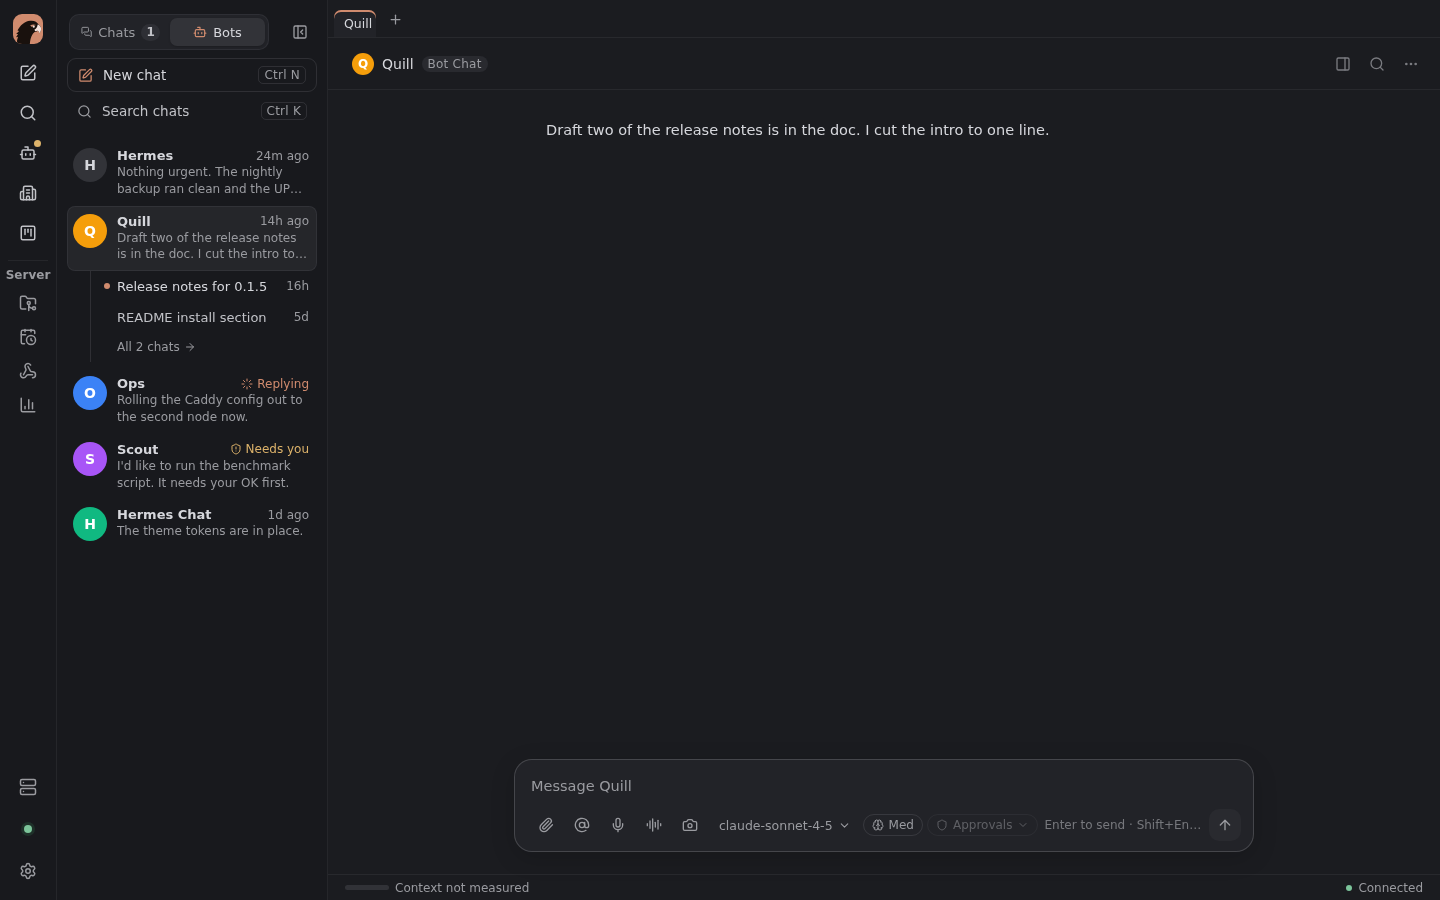 Chats 1
Bots
New chat
Ctrl N
Search chats
Ctrl K
H
Hermes
24m ago
Nothing urgent. The nightly
backup ran clean and the UP…
Q
Quill
14h ago
Draft two of the release notes
is in the doc. I cut the intro to…
Release notes for 0.1.5
16h
README install section
5d
All 2 chats
O
Ops
Replying
Rolling the Caddy config out to
the second node now.
S
Scout
Needs you
I'd like to run the benchmark
script. It needs your OK first.
H
Hermes Chat
1d ago
The theme tokens are in place.
Server
Quill
Q
Quill
Bot Chat
Draft two of the release notes is in the doc. I cut the intro to one line.
Message Quill
claude-sonnet-4-5
Med
Approvals
Enter to send · Shift+En…
Context not measured
Connected